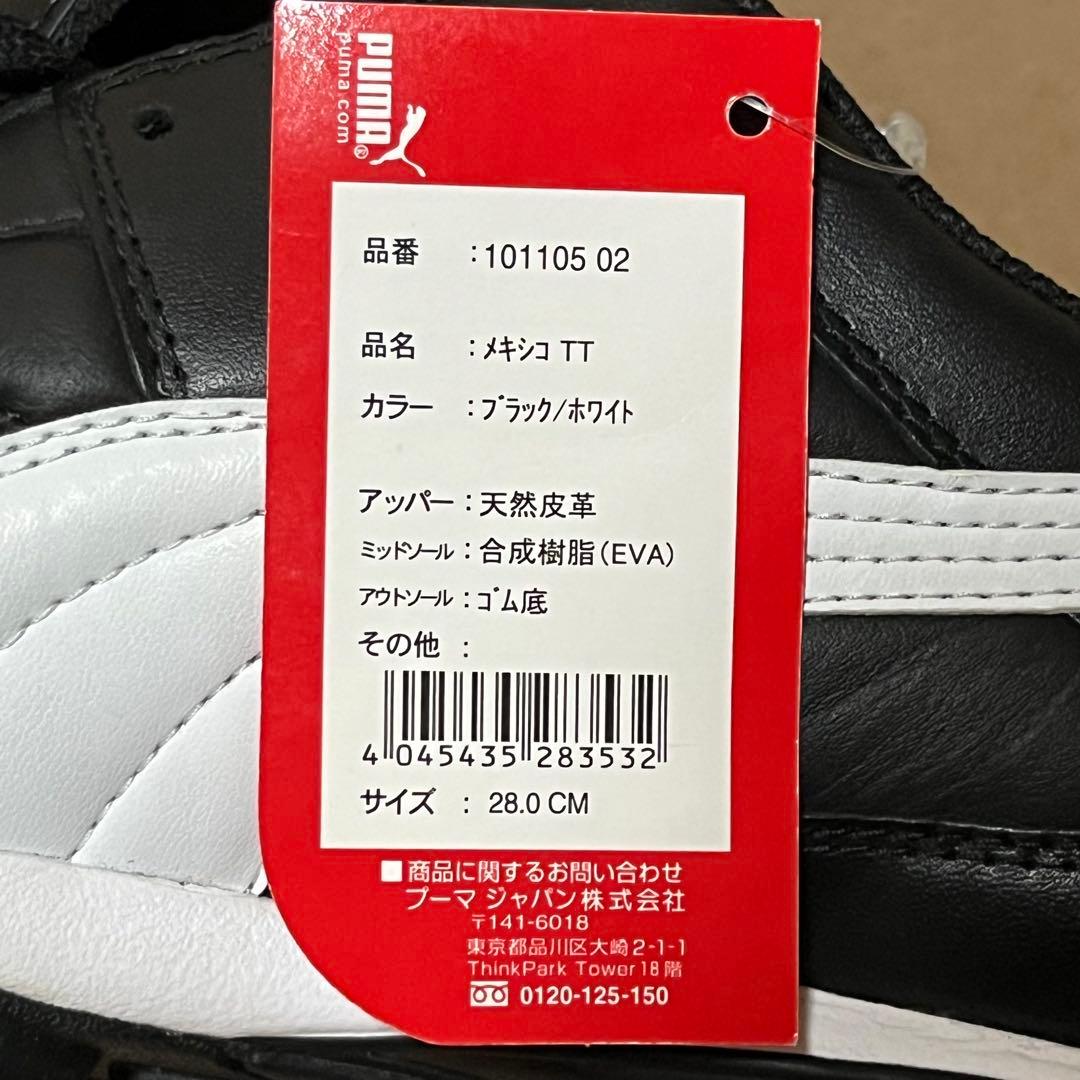 PUMA®
puma.com
品番 : 101105 02
品名 : ﾒｷｼｺ TT
カラー : ﾌﾞﾗｯｸ/ﾎﾜｲﾄ
アッパー : 天然皮革
ミッドソール : 合成樹脂(EVA)
アウトソール : ｺﾞﾑ底
その他 :
4 045435 283532
サイズ : 28.0 CM
■商品に関するお問い合わせ
プーマ ジャパン株式会社
〒141-6018
東京都品川区大崎2-1-1
ThinkPark Tower18階
0120-125-150